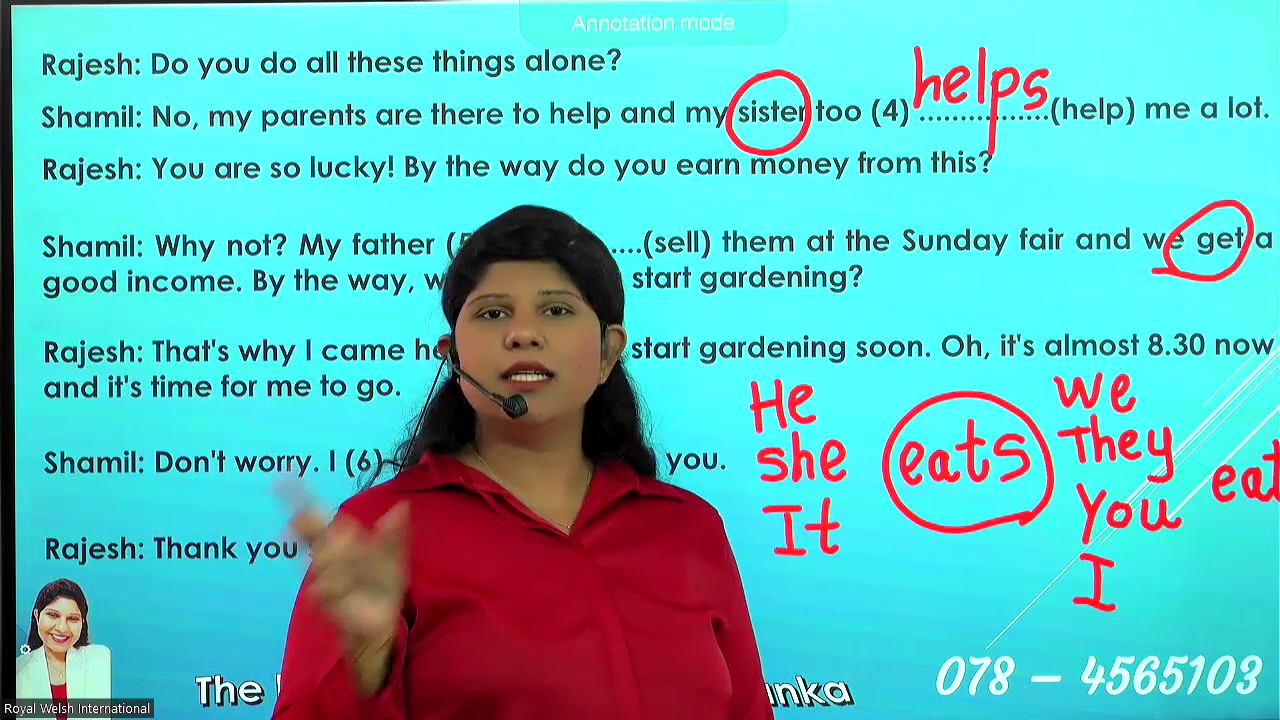 Annotation mode
Rajesh: Do you do all these things alone?
helps
Shamil: No, my parents are there to help and my sister too (4) ................(help) me a lot.
Rajesh: You are so lucky! By the way do you earn money from this?
Shamil: Why not? My father ....(sell) them at the Sunday fair and we get a
good income. By the way, start gardening?
Rajesh: That's why I came start gardening soon. Oh, it's almost 8.30 now
and it's time for me to go.
He
she
It
eats
We
They
You
I
eat
Shamil: Don't worry. I (6) you.
Rajesh: Thank you
The
078 – 4565103
Royal Welsh International